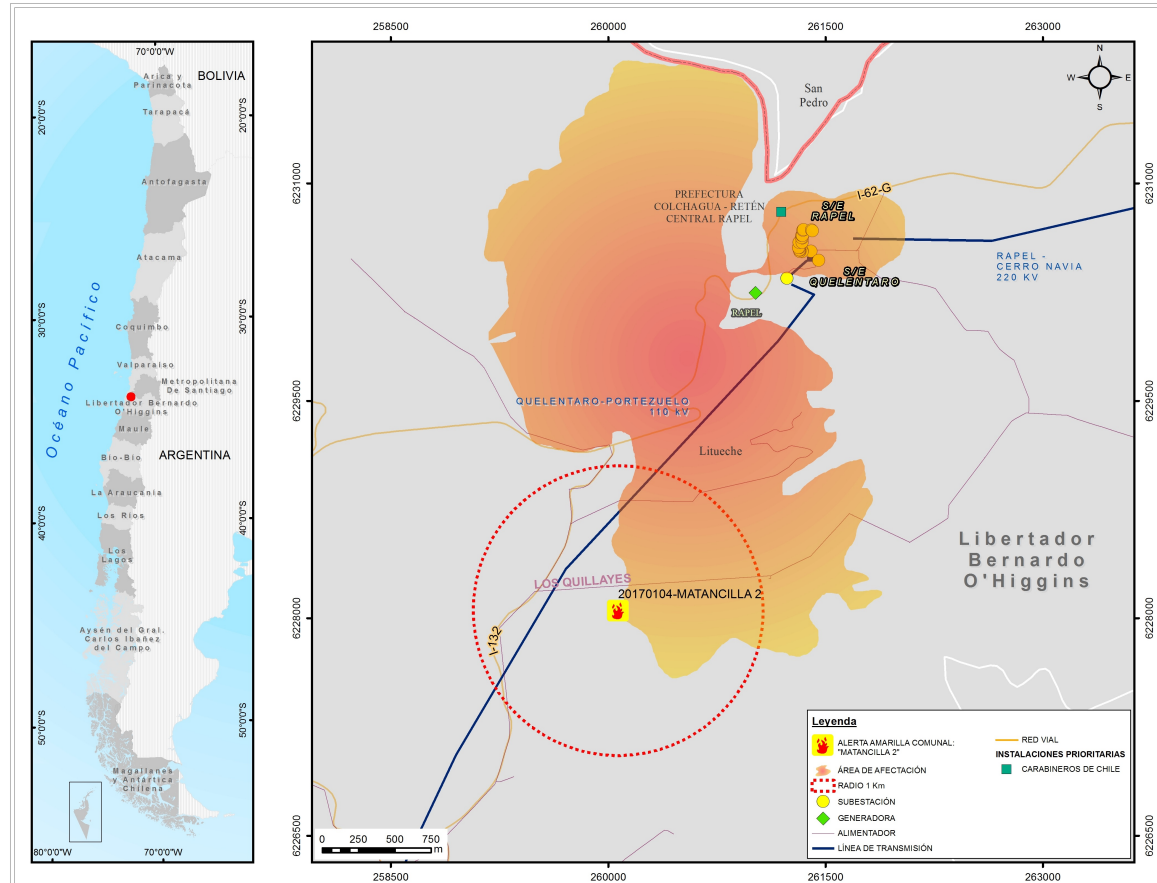 70°0'0"W
BOLIVIA
Arica y
Parinacota
Tarapacá
20°0'0"S
20°0'0"S
Antofagasta
Atacama
Océano Pacífico
30°0'0"S
30°0'0"S
Coquimbo
Valparaiso
Metropolitana
De Santiago
Libertador Bernardo
O'Higgins
Maule
ARGENTINA
Bío-Bío
La Araucanía
Los Ríos
40°0'0"S
40°0'0"S
Los
Lagos
Aysén del Gral.
Carlos Ibañez
del Campo
50°0'0"S
50°0'0"S
Magallanes
y Antártica
Chilena
80°0'0"W
70°0'0"W
258500
260000
261500
263000
N
W
E
S
San
Pedro
6231000
6231000
PREFECTURA
COLCHAGUA - RETÉN
CENTRAL RAPEL
I-62-G
S/E
RAPEL
RAPEL -
CERRO NAVIA
220 KV
S/E
QUELENTARO
RAPEL
6229500
6229500
QUELENTARO-PORTEZUELO
110 kV
Litueche
Libertador
Bernardo
O'Higgins
LOS QUILLAYES
20170104-MATANCILLA 2
6228000
6228000
I-132
Leyenda
ALERTA AMARILLA COMUNAL:
"MATANCILLA 2"
ÁREA DE AFECTACIÓN
RADIO 1 Km
SUBESTACIÓN
GENERADORA
ALIMENTADOR
LÍNEA DE TRANSMISIÓN
RED VIAL
INSTALACIONES PRIORITARIAS
CARABINEROS DE CHILE
6226500
6226500
0 250 500 750
m
258500
260000
261500
263000